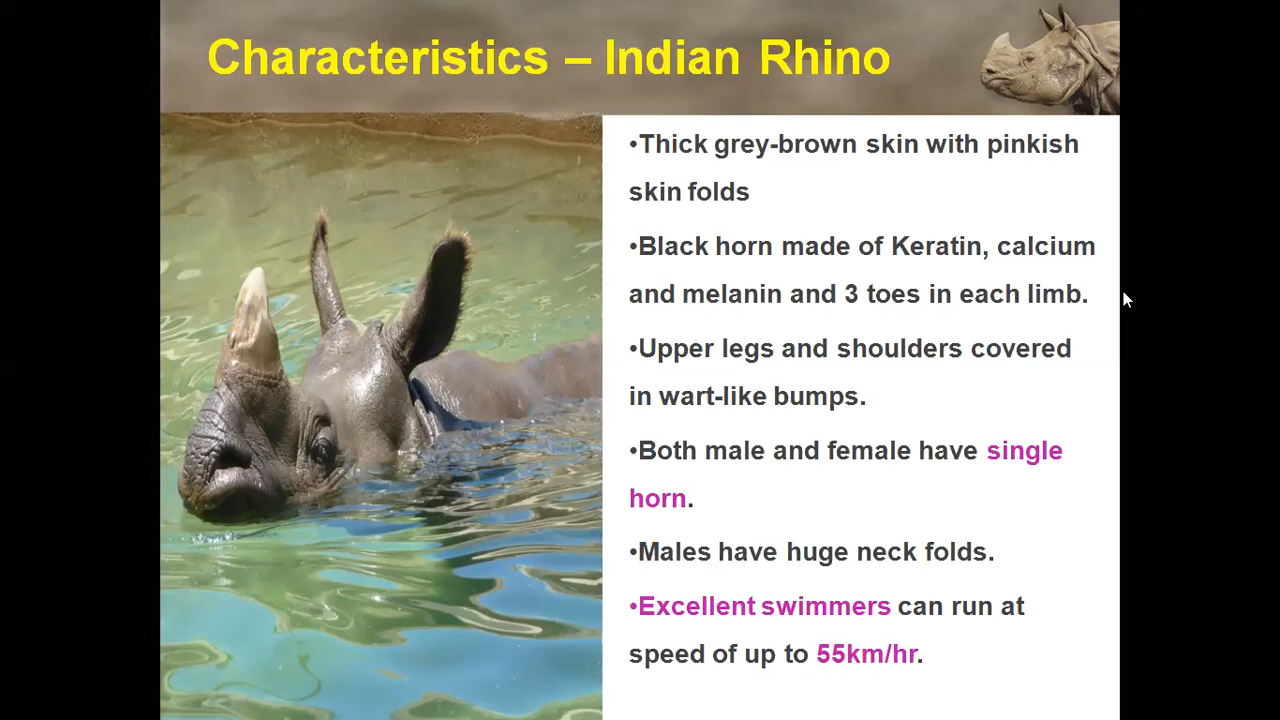 Characteristics – Indian Rhino
•Thick grey-brown skin with pinkish
skin folds
•Black horn made of Keratin, calcium
and melanin and 3 toes in each limb.
•Upper legs and shoulders covered
in wart-like bumps.
•Both male and female have single
horn.
•Males have huge neck folds.
•Excellent swimmers can run at
speed of up to 55km/hr.